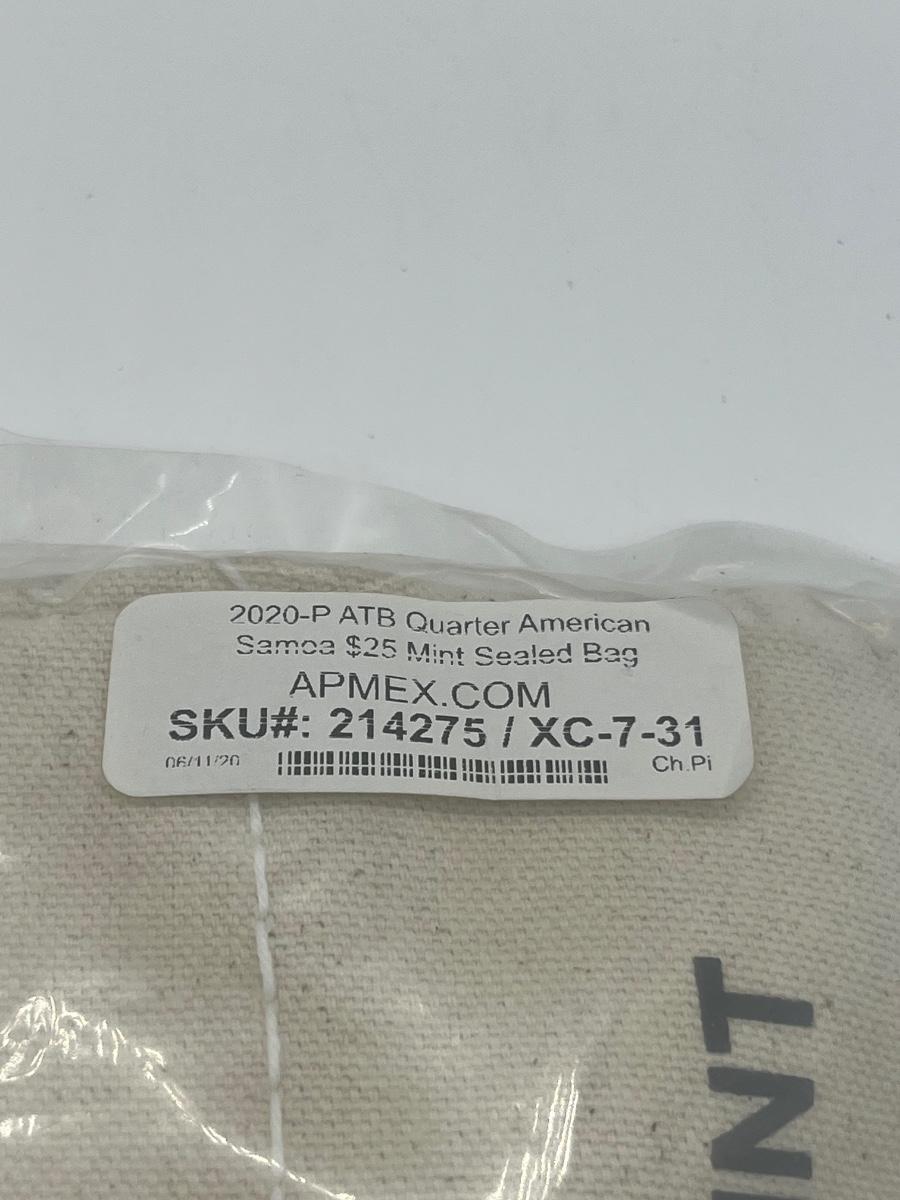 2020-P ATB Quarter American
Samoa $25 Mint Sealed Bag
APMEX.COM
SKU#: 214275 / XC-7-31
06/11/20 Ch.Pi
INT